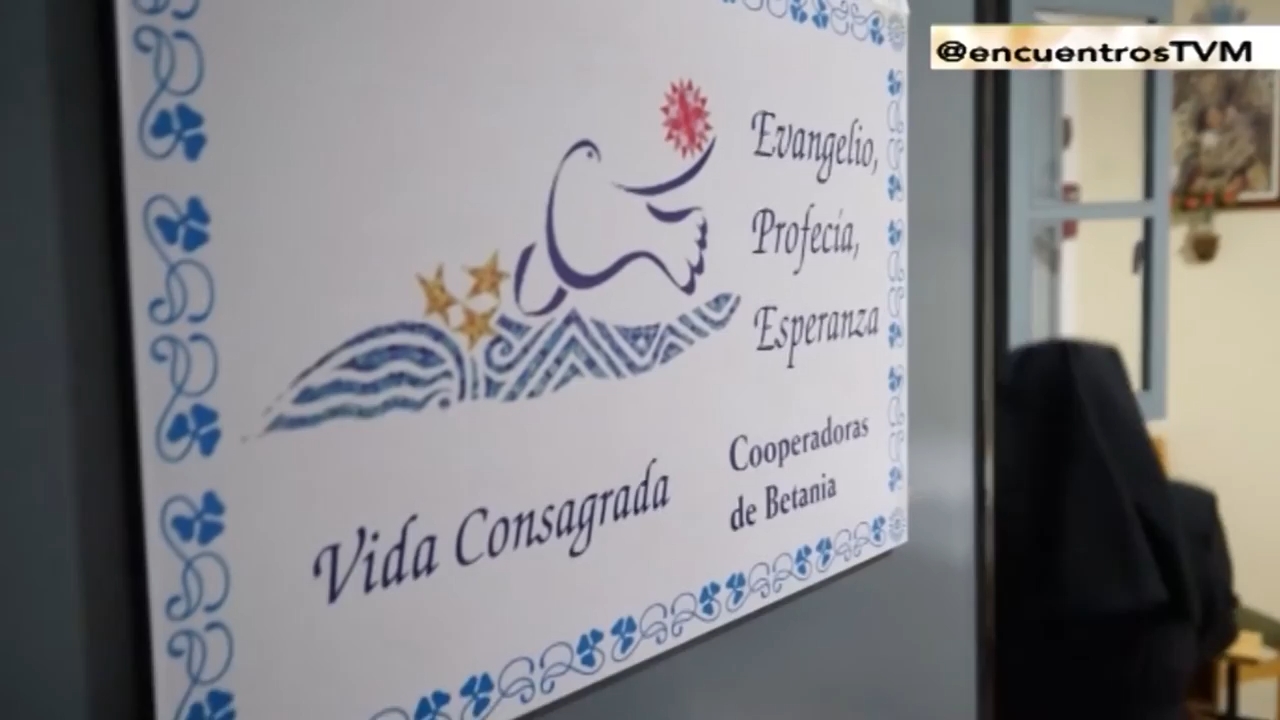 @encuentrosTVM
Evangelio,
Profecía,
Esperanza
Cooperadoras
de Betania
Vida Consagrada